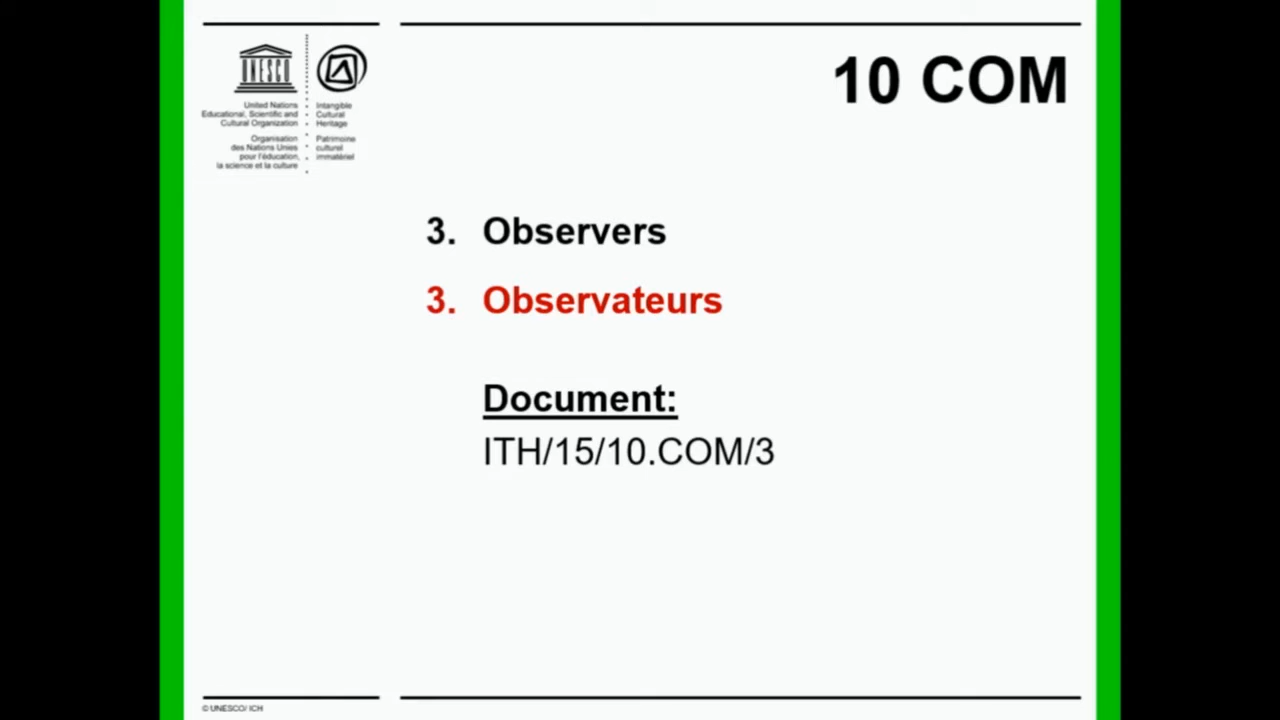 UNESCO
United Nations
Educational, Scientific and
Cultural Organization
Organisation
des Nations Unies
pour l'éducation,
la science et la culture
Intangible
Cultural
Heritage
Patrimoine
culturel
immatériel
10 COM
3. Observers
3. Observateurs
Document:
ITH/15/10.COM/3
© UNESCO/ ICH